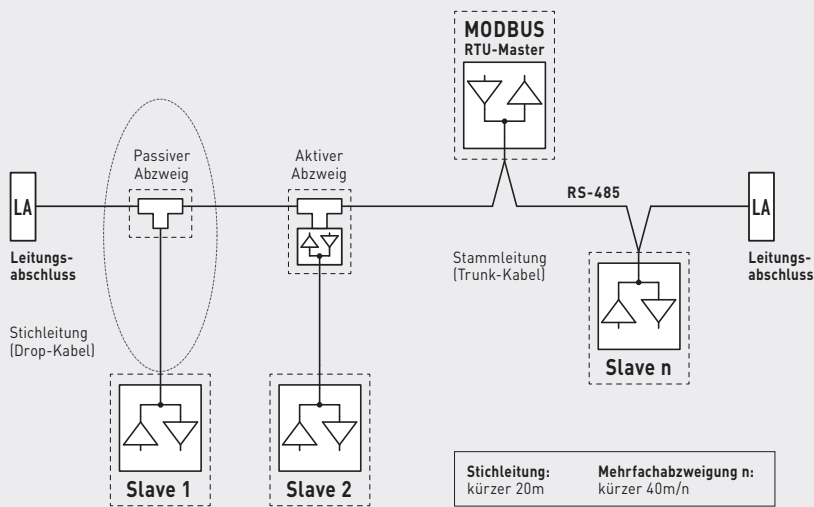 MODBUS
RTU-Master
Passiver
Abzweig
Aktiver
Abzweig
LA
RS-485
LA
Leitungs-
abschluss
Stammleitung
(Trunk-Kabel)
Leitungs-
abschluss
Stichleitung
(Drop-Kabel)
Slave n
Slave 1
Slave 2
Stichleitung: Mehrfachabzweigung n:
kürzer 20m kürzer 40m/n